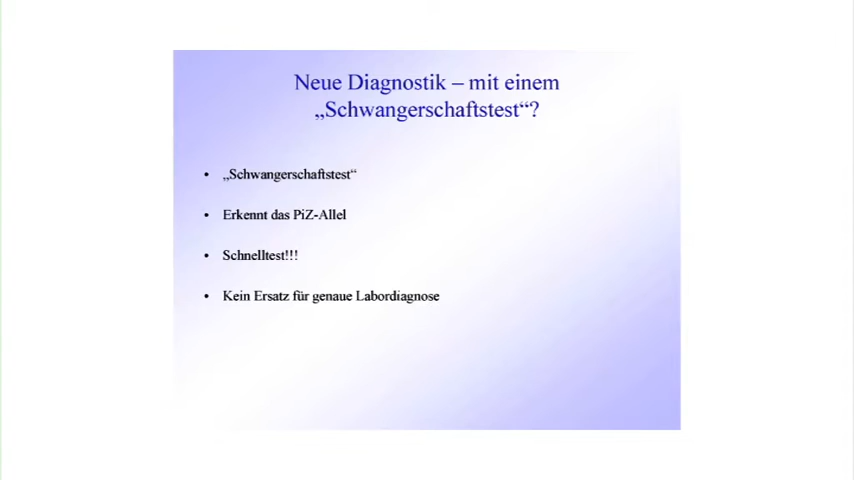 Neue Diagnostik – mit einem
„Schwangerschaftstest“?
• „Schwangerschaftstest“
• Erkennt das PiZ-Allel
• Schnelltest!!!
• Kein Ersatz für genaue Labordiagnose